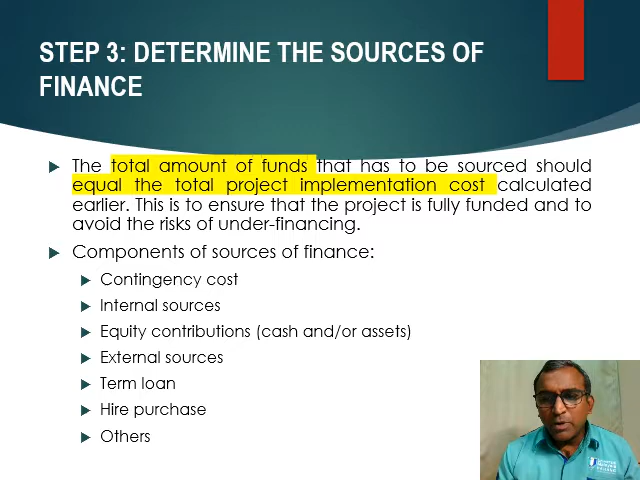 STEP 3: DETERMINE THE SOURCES OF
FINANCE
The total amount of funds that has to be sourced should
equal the total project implementation cost calculated
earlier. This is to ensure that the project is fully funded and to
avoid the risks of under-financing.
Components of sources of finance:
Contingency cost
Internal sources
Equity contributions (cash and/or assets)
External sources
Term loan
Hire purchase
Others